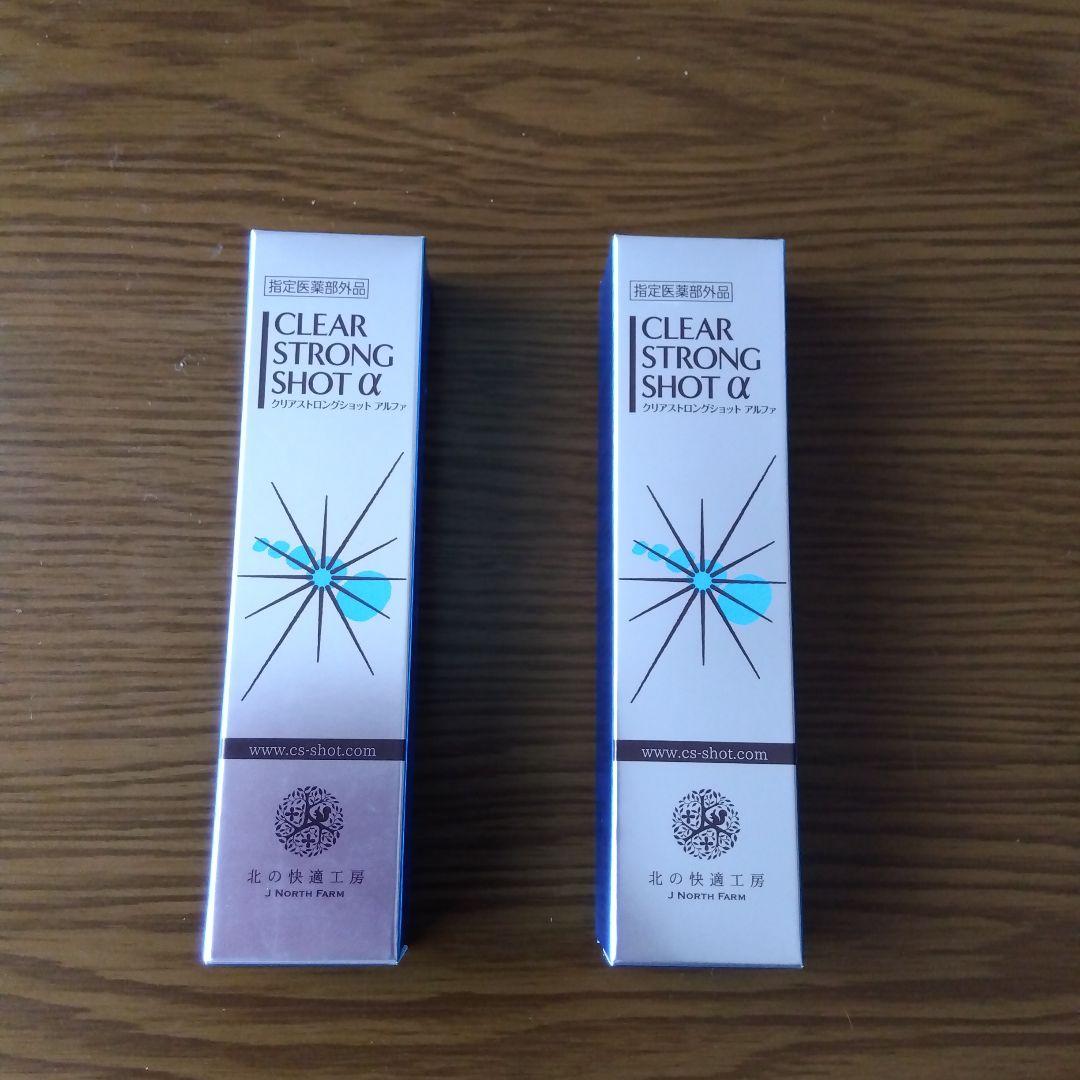 指定医薬部外品
CLEAR
STRONG
SHOT α
クリアストロングショット アルファ
www.cs-shot.com
北の快適工房
J NORTH FARM
指定医薬部外品
CLEAR
STRONG
SHOT α
クリアストロングショット アルファ
www.cs-shot.com
北の快適工房
J NORTH FARM